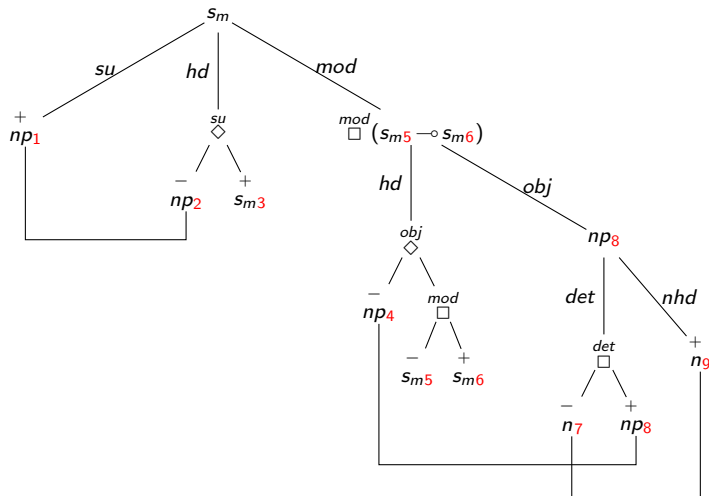 s_m
su hd mod
+ su mod
np₁ ◇ □ (s_m5 ⊸ s_m6)
− + hd obj
np₂ s_m3
obj np₈
◇
− mod det nhd
np₄ □
− + det + 
s_m5 s_m6 □ n₉
− +
n₇ np₈